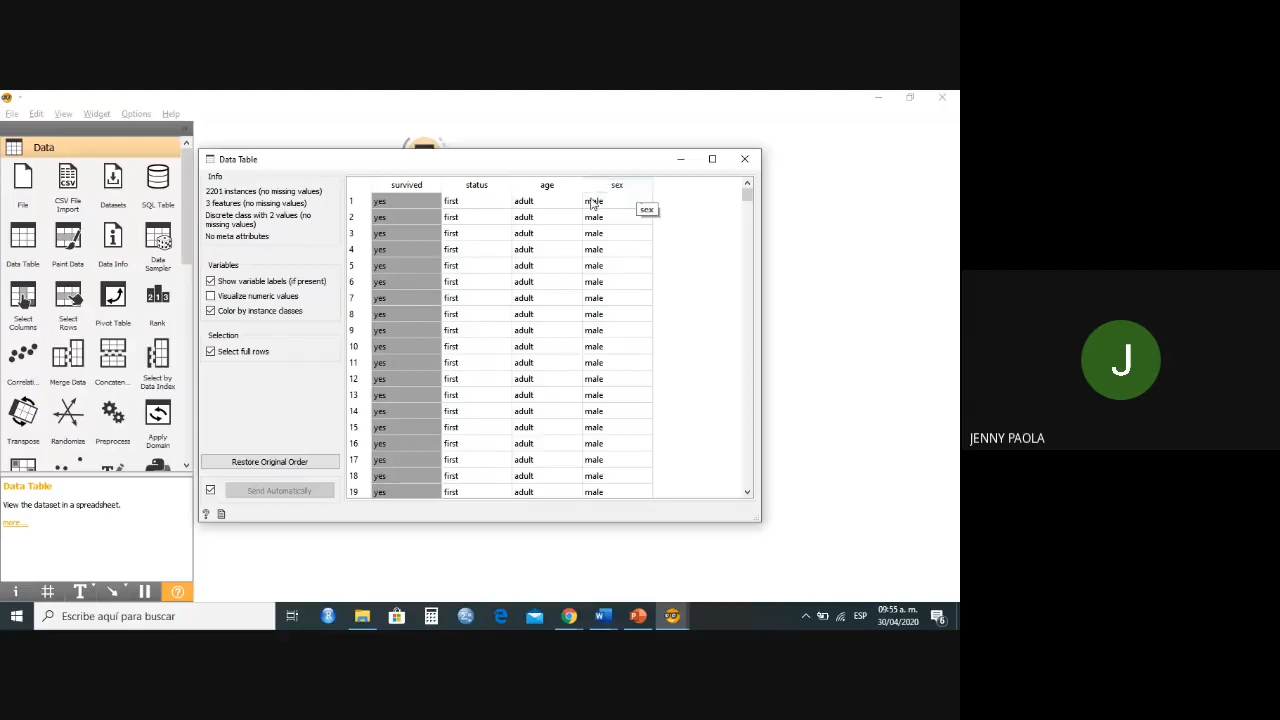 File Edit View Widget Options Help
Data
File
CSV File
Import
Datasets
SQL Table
Data Table
Paint Data
Data Info
Data
Sampler
Select
Columns
Select
Rows
Pivot Table
Rank
Correlati...
Merge Data
Concaten...
Select by
Data Index
Transpose
Randomize
Preprocess
Apply
Domain
Data Table
View the dataset in a spreadsheet.
more...
Data Table
Info
2201 instances (no missing values)
3 features (no missing values)
Discrete class with 2 values (no
missing values)
No meta attributes
Variables
Show variable labels (if present)
Visualize numeric values
Color by instance classes
Selection
Select full rows
Restore Original Order
Send Automatically
survived status age sex
1 yes first adult male
sex
2 yes first adult male
3 yes first adult male
4 yes first adult male
5 yes first adult male
6 yes first adult male
7 yes first adult male
8 yes first adult male
9 yes first adult male
10 yes first adult male
11 yes first adult male
12 yes first adult male
13 yes first adult male
14 yes first adult male
15 yes first adult male
16 yes first adult male
17 yes first adult male
18 yes first adult male
19 yes first adult male
Escribe aquí para buscar
ESP
09:55 a. m.
30/04/2020
6
J
JENNY PAOLA